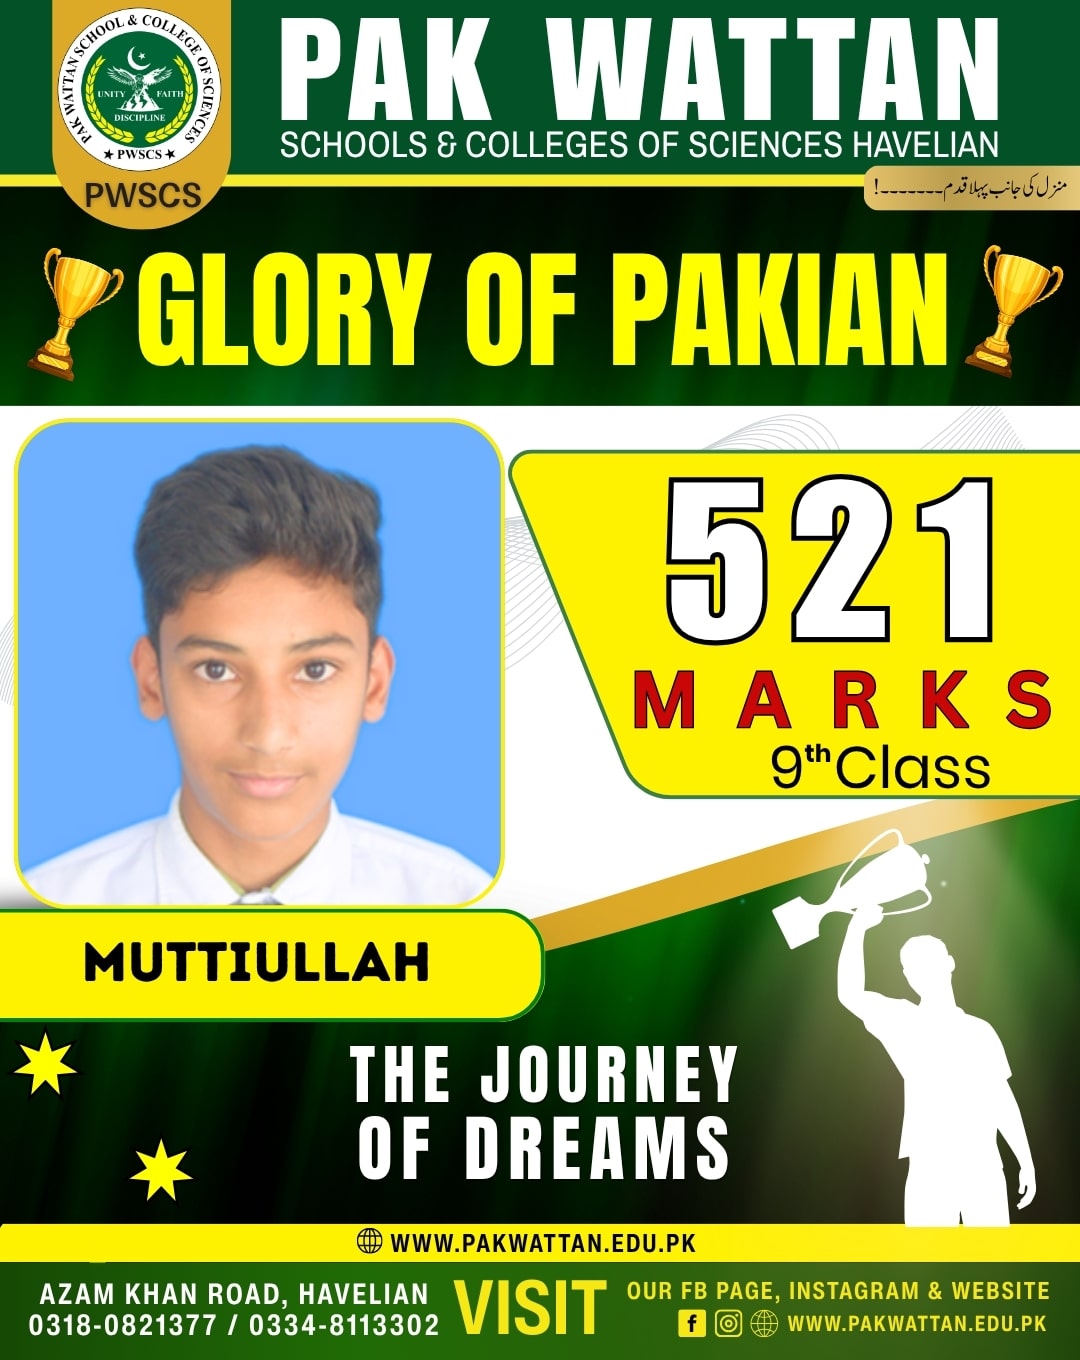 PAK WATTAN SCHOOL & COLLEGE OF SCIENCES
UNITY FAITH
DISCIPLINE
★ PWSCS ★
PWSCS
PAK WATTAN
SCHOOLS & COLLEGES OF SCIENCES HAVELIAN
منزل کی جانب پہلا قدم.......!
GLORY OF PAKIAN
521
MARKS
9th Class
MUTTIULLAH
THE JOURNEY
OF DREAMS
WWW.PAKWATTAN.EDU.PK
AZAM KHAN ROAD, HAVELIAN
0318-0821377 / 0334-8113302
VISIT
OUR FB PAGE, INSTAGRAM & WEBSITE
WWW.PAKWATTAN.EDU.PK